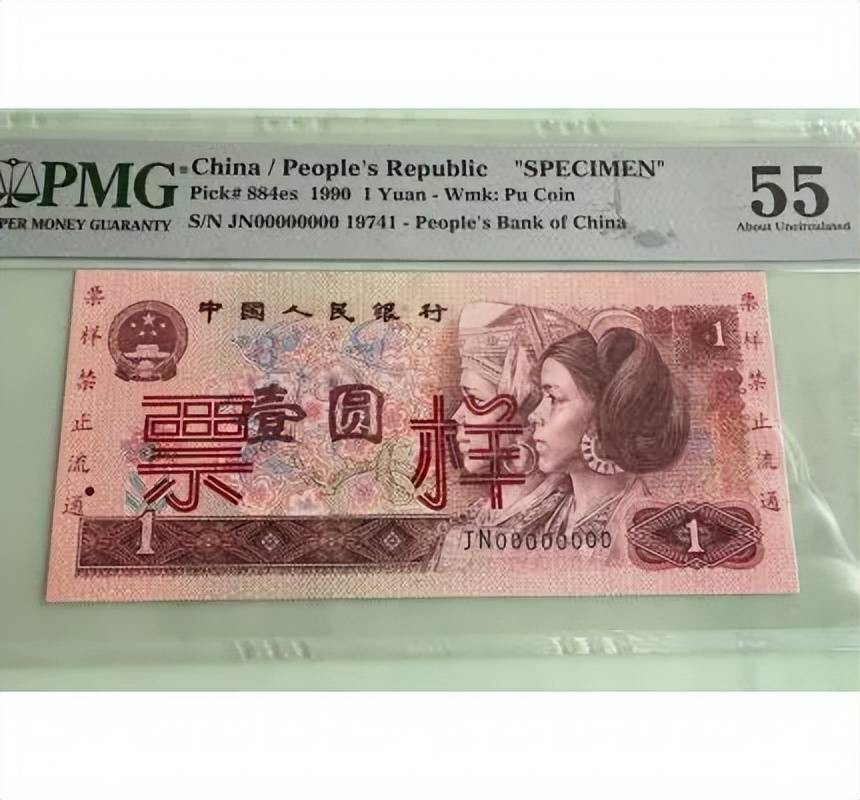 PMG
China / People's Republic "SPECIMEN"
Pick# 884es 1990 1 Yuan - Wmk: Pu Coin
PER MONEY GUARANTY
S/N JN00000000 19741 - People's Bank of China
55
About Uncirculated
中国人民银行
票样禁止流通
票样禁止流通
1
壹圆
票样
1
JN00000000
1